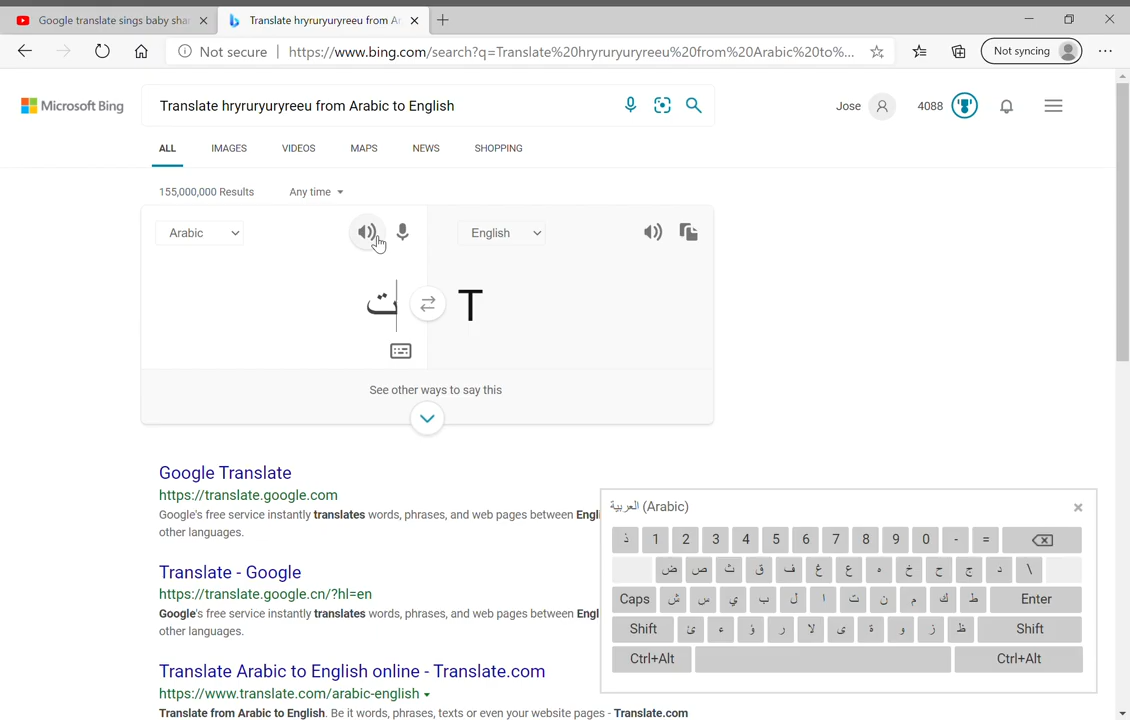 Google translate sings baby sha
Translate hryruryuryreeu from Ar
Not secure
https://www.bing.com/search?q=Translate%20hryruryuryreeu%20from%20Arabic%20to%...
Not syncing
Microsoft Bing
Translate hryruryuryreeu from Arabic to English
Jose
4088
ALL IMAGES VIDEOS MAPS NEWS SHOPPING
155,000,000 Results Any time
Arabic
English
ت
T
See other ways to say this
Google Translate
https://translate.google.com
Google's free service instantly translates words, phrases, and web pages between Engl
other languages.
Translate - Google
https://translate.google.cn/?hl=en
Google's free service instantly translates words, phrases, and web pages between Engl
other languages.
Translate Arabic to English online - Translate.com
https://www.translate.com/arabic-english
Translate from Arabic to English. Be it words, phrases, texts or even your website pages - Translate.com
العربية (Arabic)
ذ 1 2 3 4 5 6 7 8 9 0 - =
ض ص ث ق ف غ ع ه خ ح ج د \
Caps ش س ي ب ل ا ت ن م ك ط Enter
Shift ئ ء ؤ ر لا ى ة و ز ظ Shift
Ctrl+Alt Ctrl+Alt